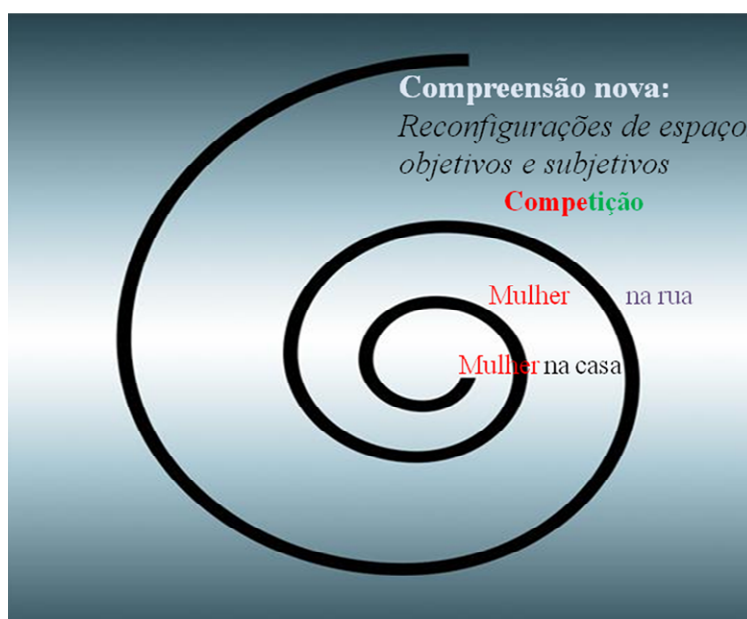 Compreensão nova:
Reconfigurações de espaço
objetivos e subjetivos
Competição
Mulher na rua
Mulher na casa